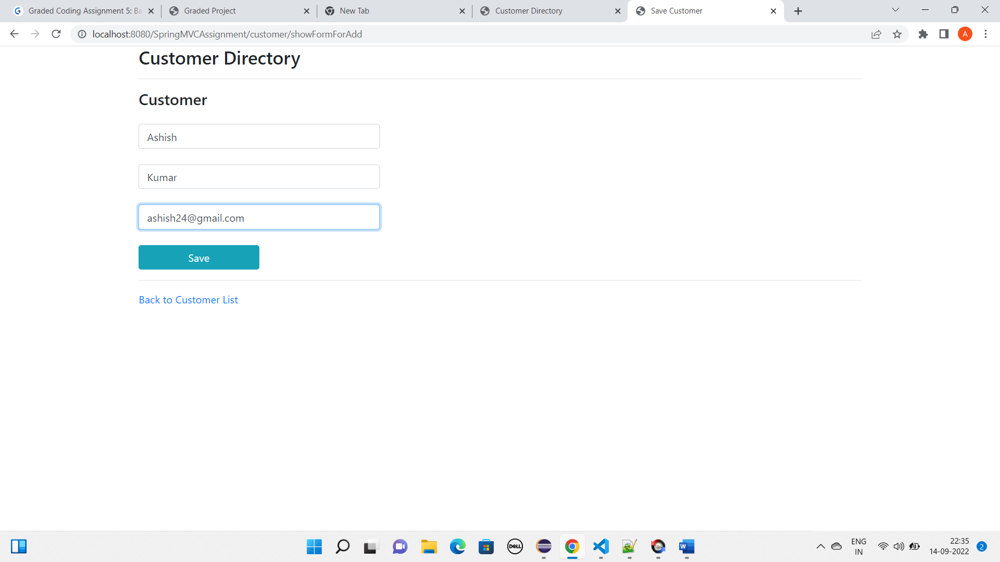 Graded Coding Assignment 5: Ba
Graded Project
New Tab
Customer Directory
Save Customer
localhost:8080/SpringMVCAssignment/customer/showFormForAdd
A
Customer Directory
Customer
Ashish
Kumar
ashish24@gmail.com
Save
Back to Customer List
DELL
W
ENG
IN
22:35
14-09-2022
2